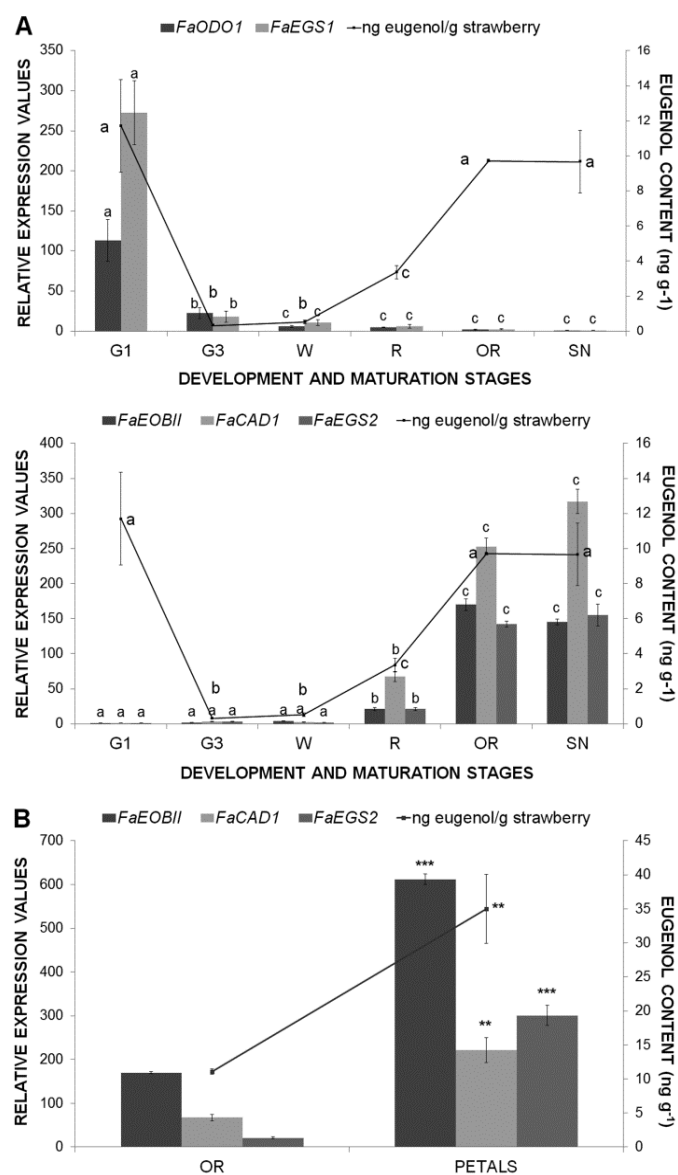 A
FaODO1 FaEGS1 ng eugenol/g strawberry
RELATIVE EXPRESSION VALUES
350
300
250
200
150
100
50
0
a
a
a
b
b
b
c
b
c
c
c
c
a
c
c
a
c
c
16
14
12
10
8
6
4
2
0
EUGENOL CONTENT (ng g-1)
G1 G3 W R OR SN
DEVELOPMENT AND MATURATION STAGES
FaEOBII FaCAD1 FaEGS2 ng eugenol/g strawberry
RELATIVE EXPRESSION VALUES
400
350
300
250
200
150
100
50
0
a
a a a
b
a a a
b
a a a
b
b c b
c
a
c c
c
a
c c
16
14
12
10
8
6
4
2
0
EUGENOL CONTENT (ng g-1)
G1 G3 W R OR SN
DEVELOPMENT AND MATURATION STAGES
B
FaEOBII FaCAD1 FaEGS2 ng eugenol/g strawberry
RELATIVE EXPRESSION VALUES
700
600
500
400
300
200
100
0
***
**
**
***
45
40
35
30
25
20
15
10
5
0
EUGENOL CONTENT (ng g⁻¹)
OR PETALS